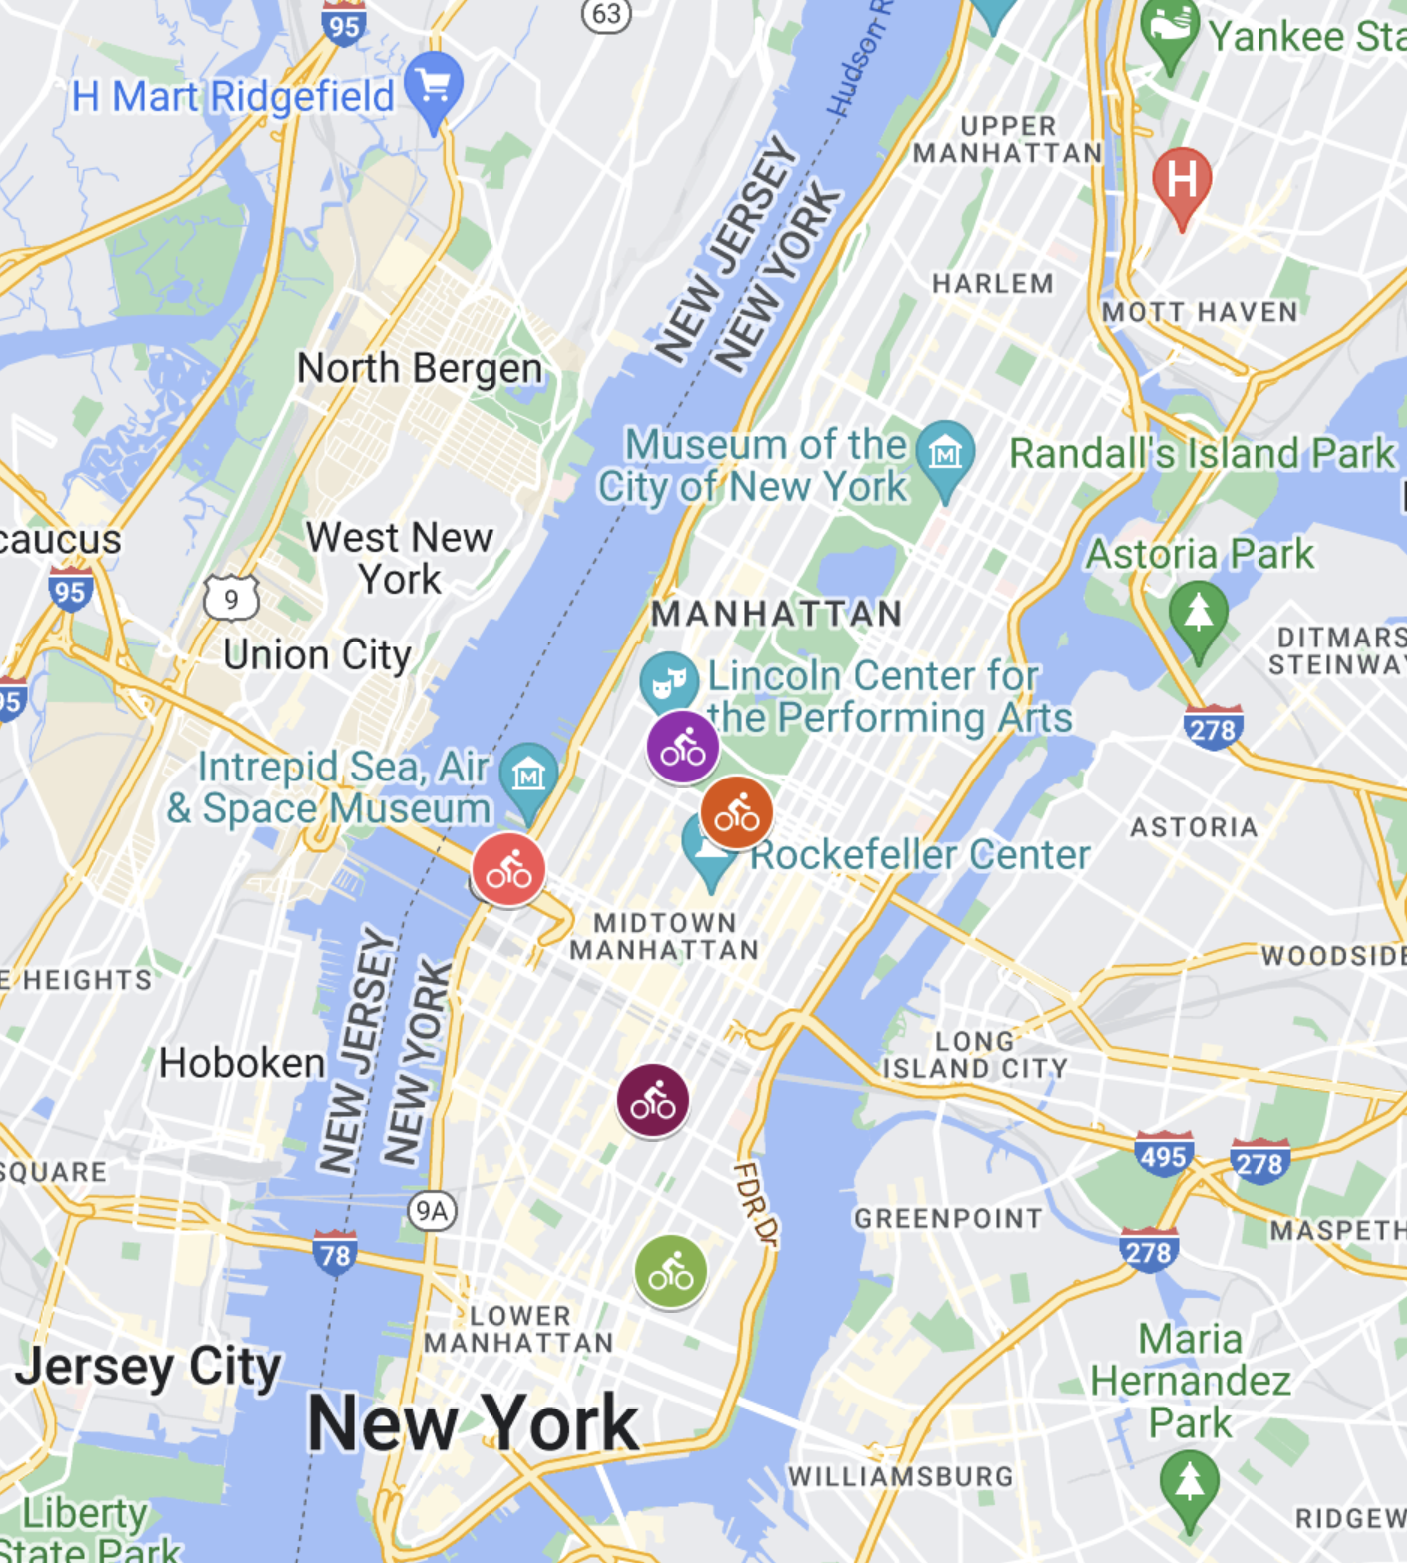 95
63
Hudson R
Yankee Sta
H Mart Ridgefield
UPPER
MANHATTAN
H
NEW JERSEY
NEW YORK
HARLEM
MOTT HAVEN
North Bergen
Museum of the
City of New York
M
Randall's Island Park
caucus
West New
York
Astoria Park
95
9
MANHATTAN
Union City
DITMARS
STEINWAY
95
Lincoln Center for
the Performing Arts
278
Intrepid Sea, Air
& Space Museum
M
ASTORIA
Rockefeller Center
MIDTOWN
MANHATTAN
WOODSIDE
E HEIGHTS
NEW JERSEY
NEW YORK
Hoboken
LONG
ISLAND CITY
SQUARE
495
278
FDR Dr
9A
GREENPOINT
MASPETH
78
278
LOWER
MANHATTAN
Jersey City
Maria
Hernandez
Park
New York
WILLIAMSBURG
Liberty
State Park
RIDGEW